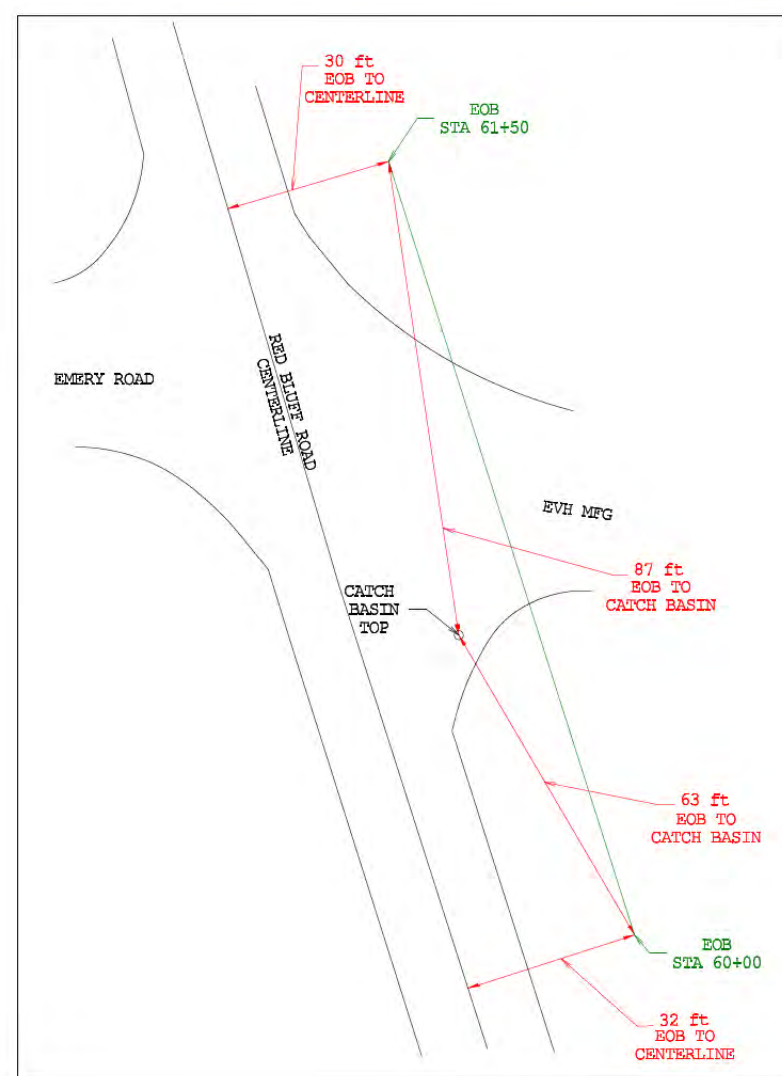 30 ft
EOB TO
CENTERLINE
EOB
STA 61+50
RED BLUFF ROAD
CENTERLINE
EMERY ROAD
EVH MFG
87 ft
EOB TO
CATCH BASIN
CATCH
BASIN
TOP
63 ft
EOB TO
CATCH BASIN
EOB
STA 60+00
32 ft
EOB TO
CENTERLINE